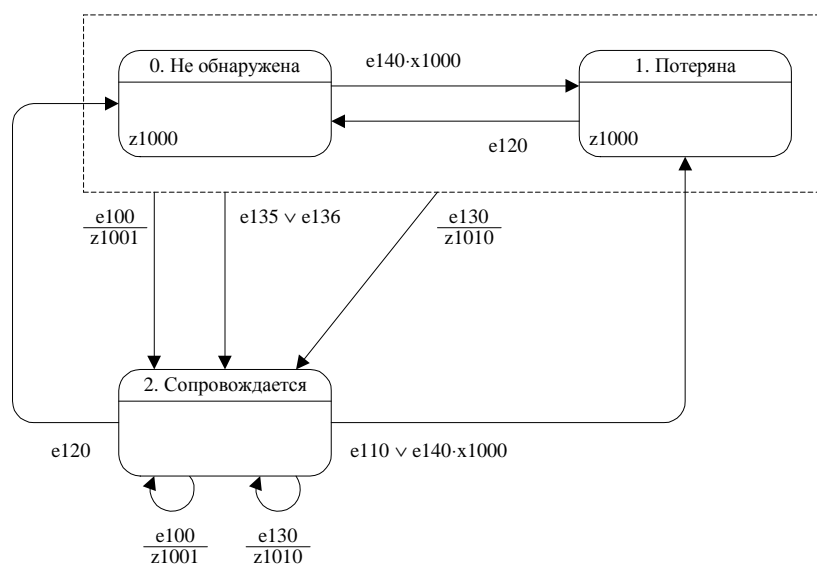 0. Не обнаружена
z1000
e140·x1000
e120
1. Потеряна
z1000
e100
z1001
e135 ∨ e136
e130
z1010
2. Сопровождается
e120
e110 ∨ e140·x1000
e100
z1001
e130
z1010